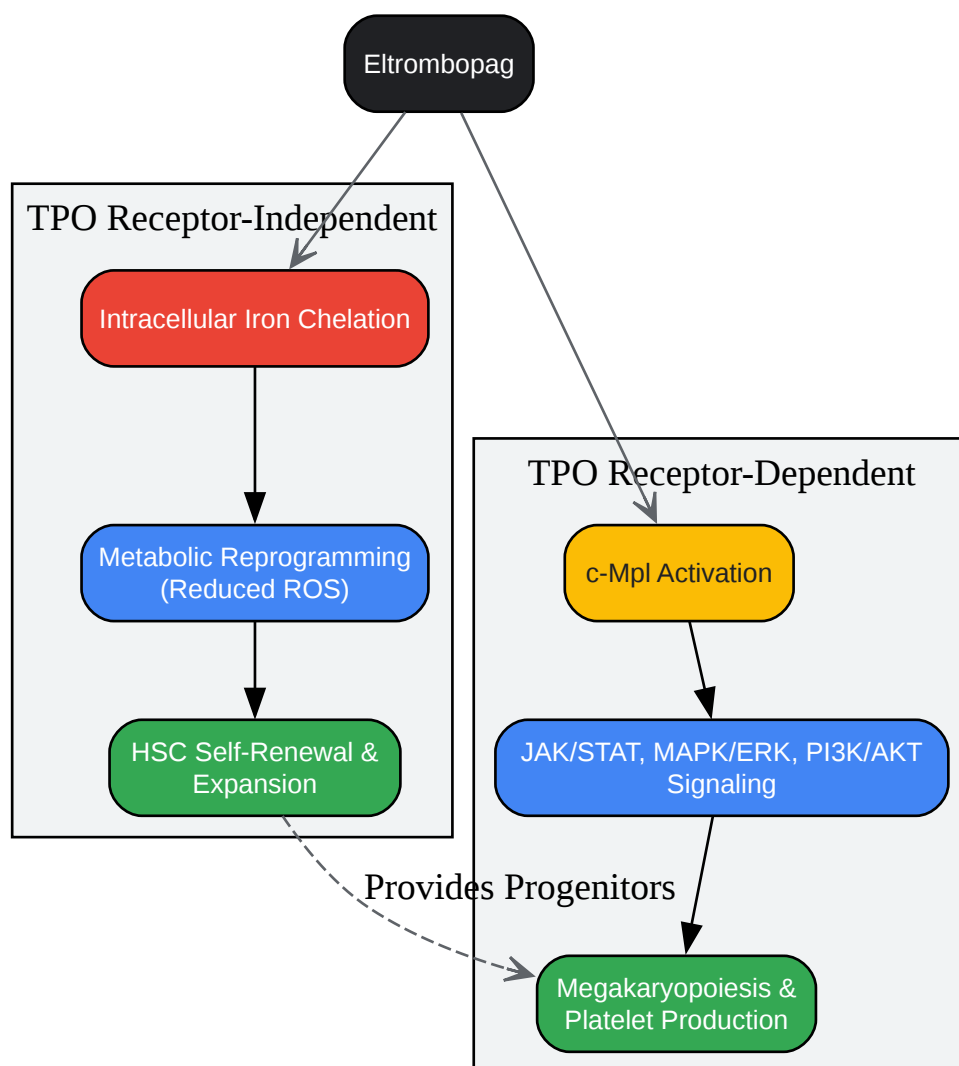 Eltrombopag
TPO Receptor-Independent
Intracellular Iron Chelation
Metabolic Reprogramming
(Reduced ROS)
HSC Self-Renewal &
Expansion
TPO Receptor-Dependent
c-Mpl Activation
JAK/STAT, MAPK/ERK, PI3K/AKT
Signaling
Provides Progenitors
Megakaryopoiesis &
Platelet Production